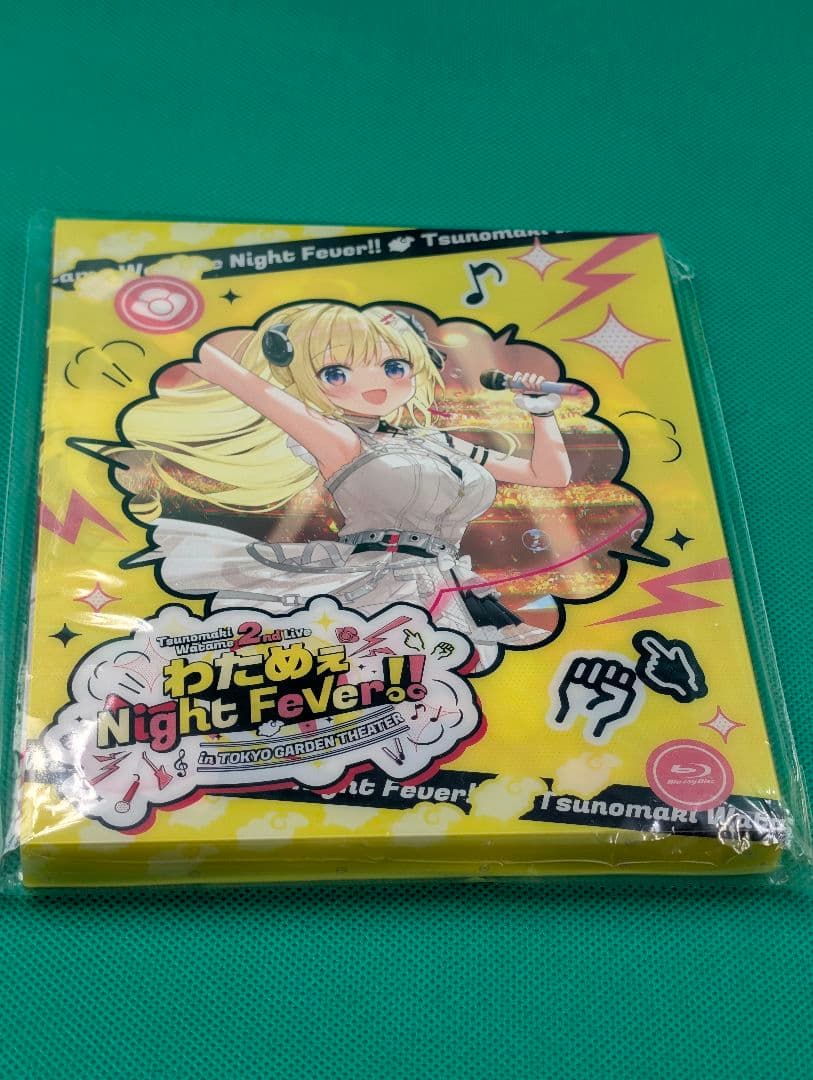 Night Fever!! Tsunomaki
Tsunomaki 2nd Live
Watame
わためぇ
Night Fever!!
in TOKYO GARDEN THEATER
Blu-ray Disc
Night Fever! Tsunomaki